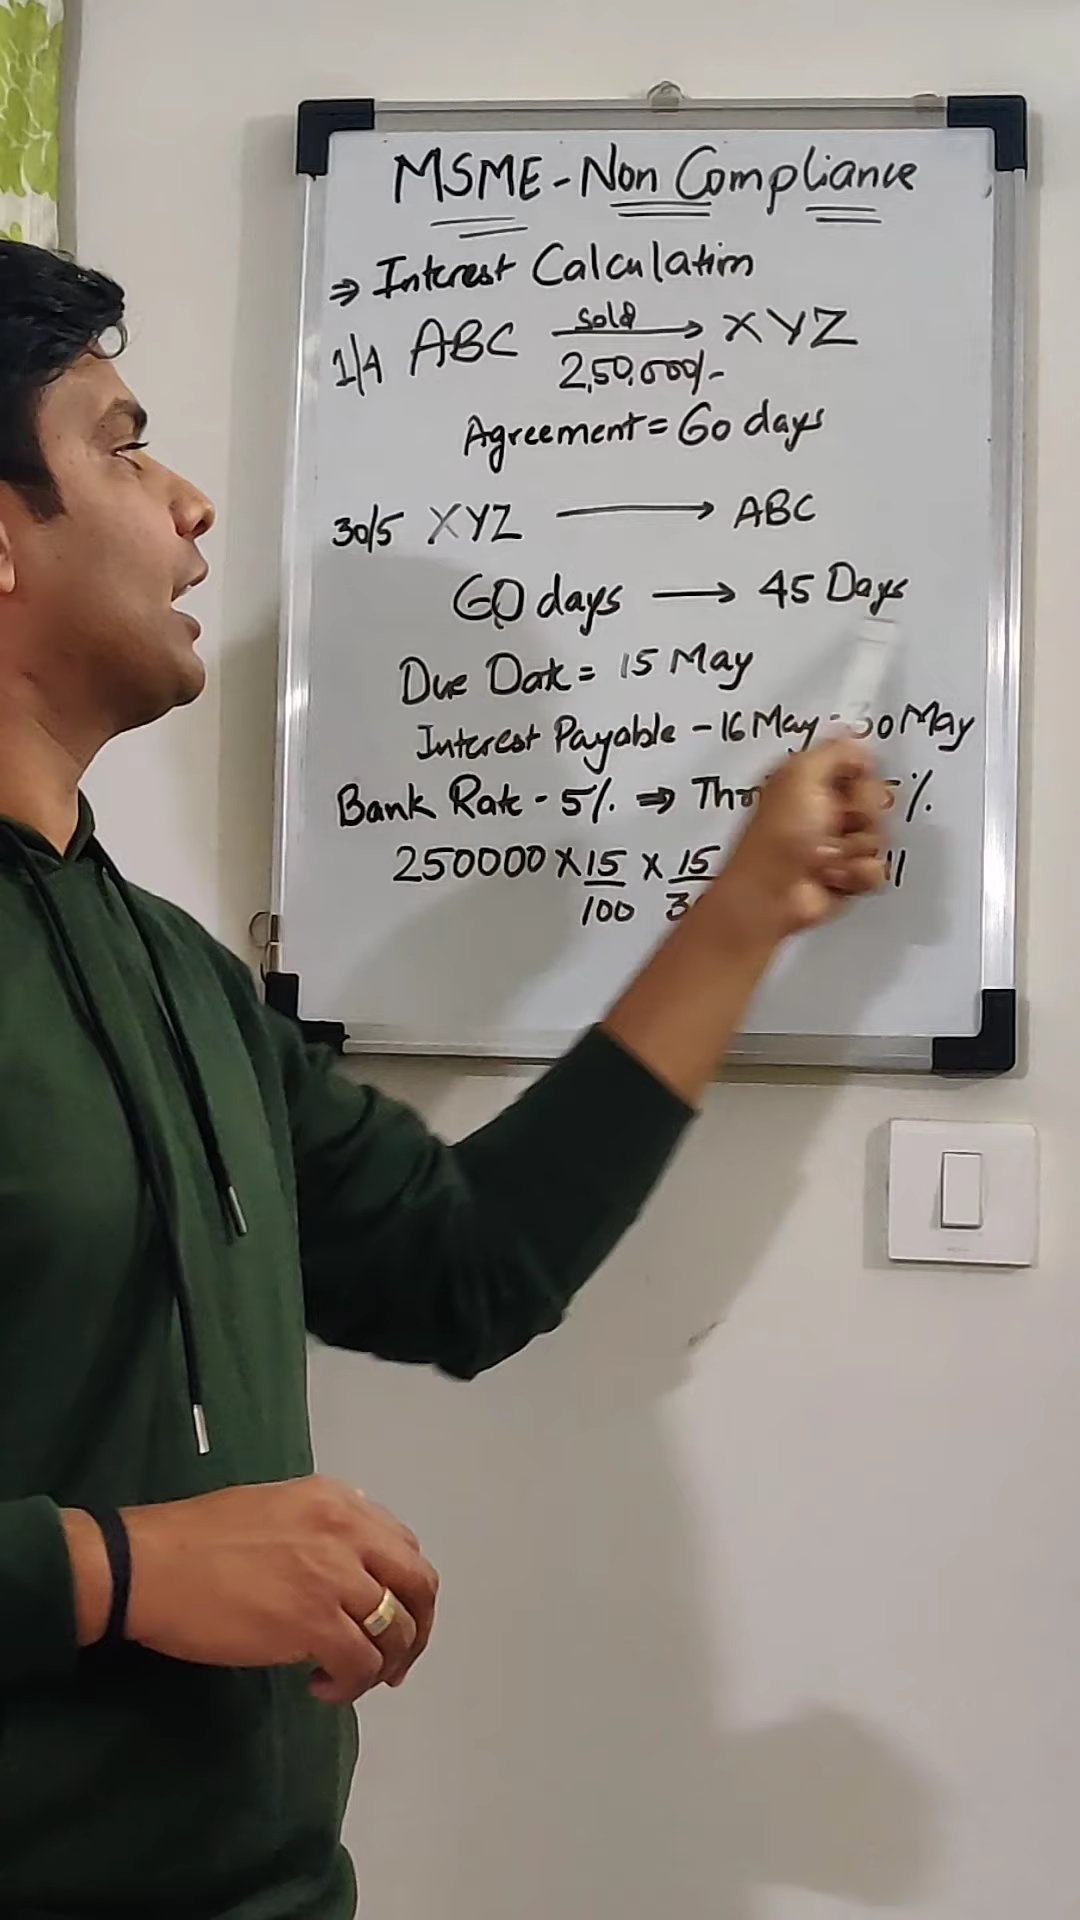 MSME - Non Compliance
⇒ Interest Calculation
1/4 ABC sold → XYZ
2,50,000/-
Agreement = 60 days
30/5 XYZ → ABC
60 days → 45 Days
Due Date = 15 May
Interest Payable - 16 May - 30 May
Bank Rate - 5% ⇒ %
250000 × 15/100 × 15